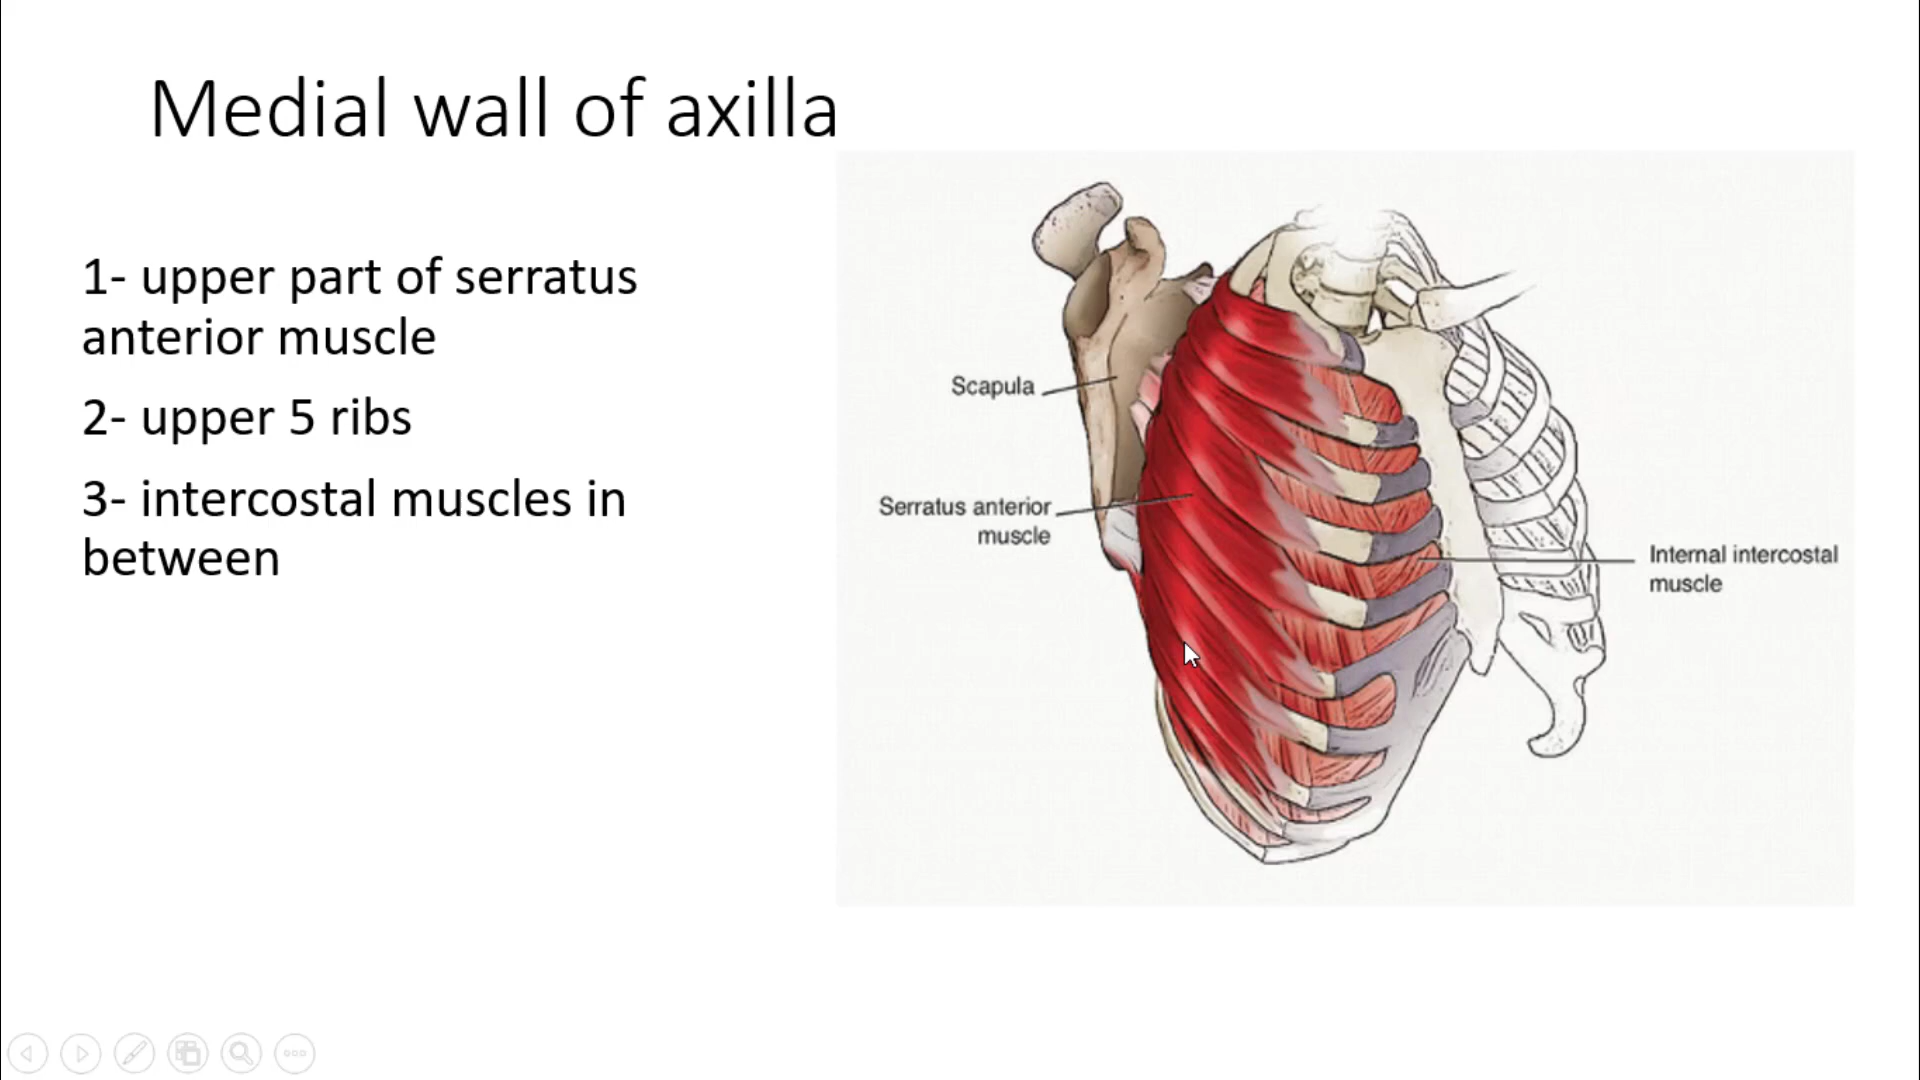 Medial wall of axilla
1- upper part of serratus
anterior muscle
2- upper 5 ribs
3- intercostal muscles in
between
Scapula
Serratus anterior
muscle
Internal intercostal
muscle